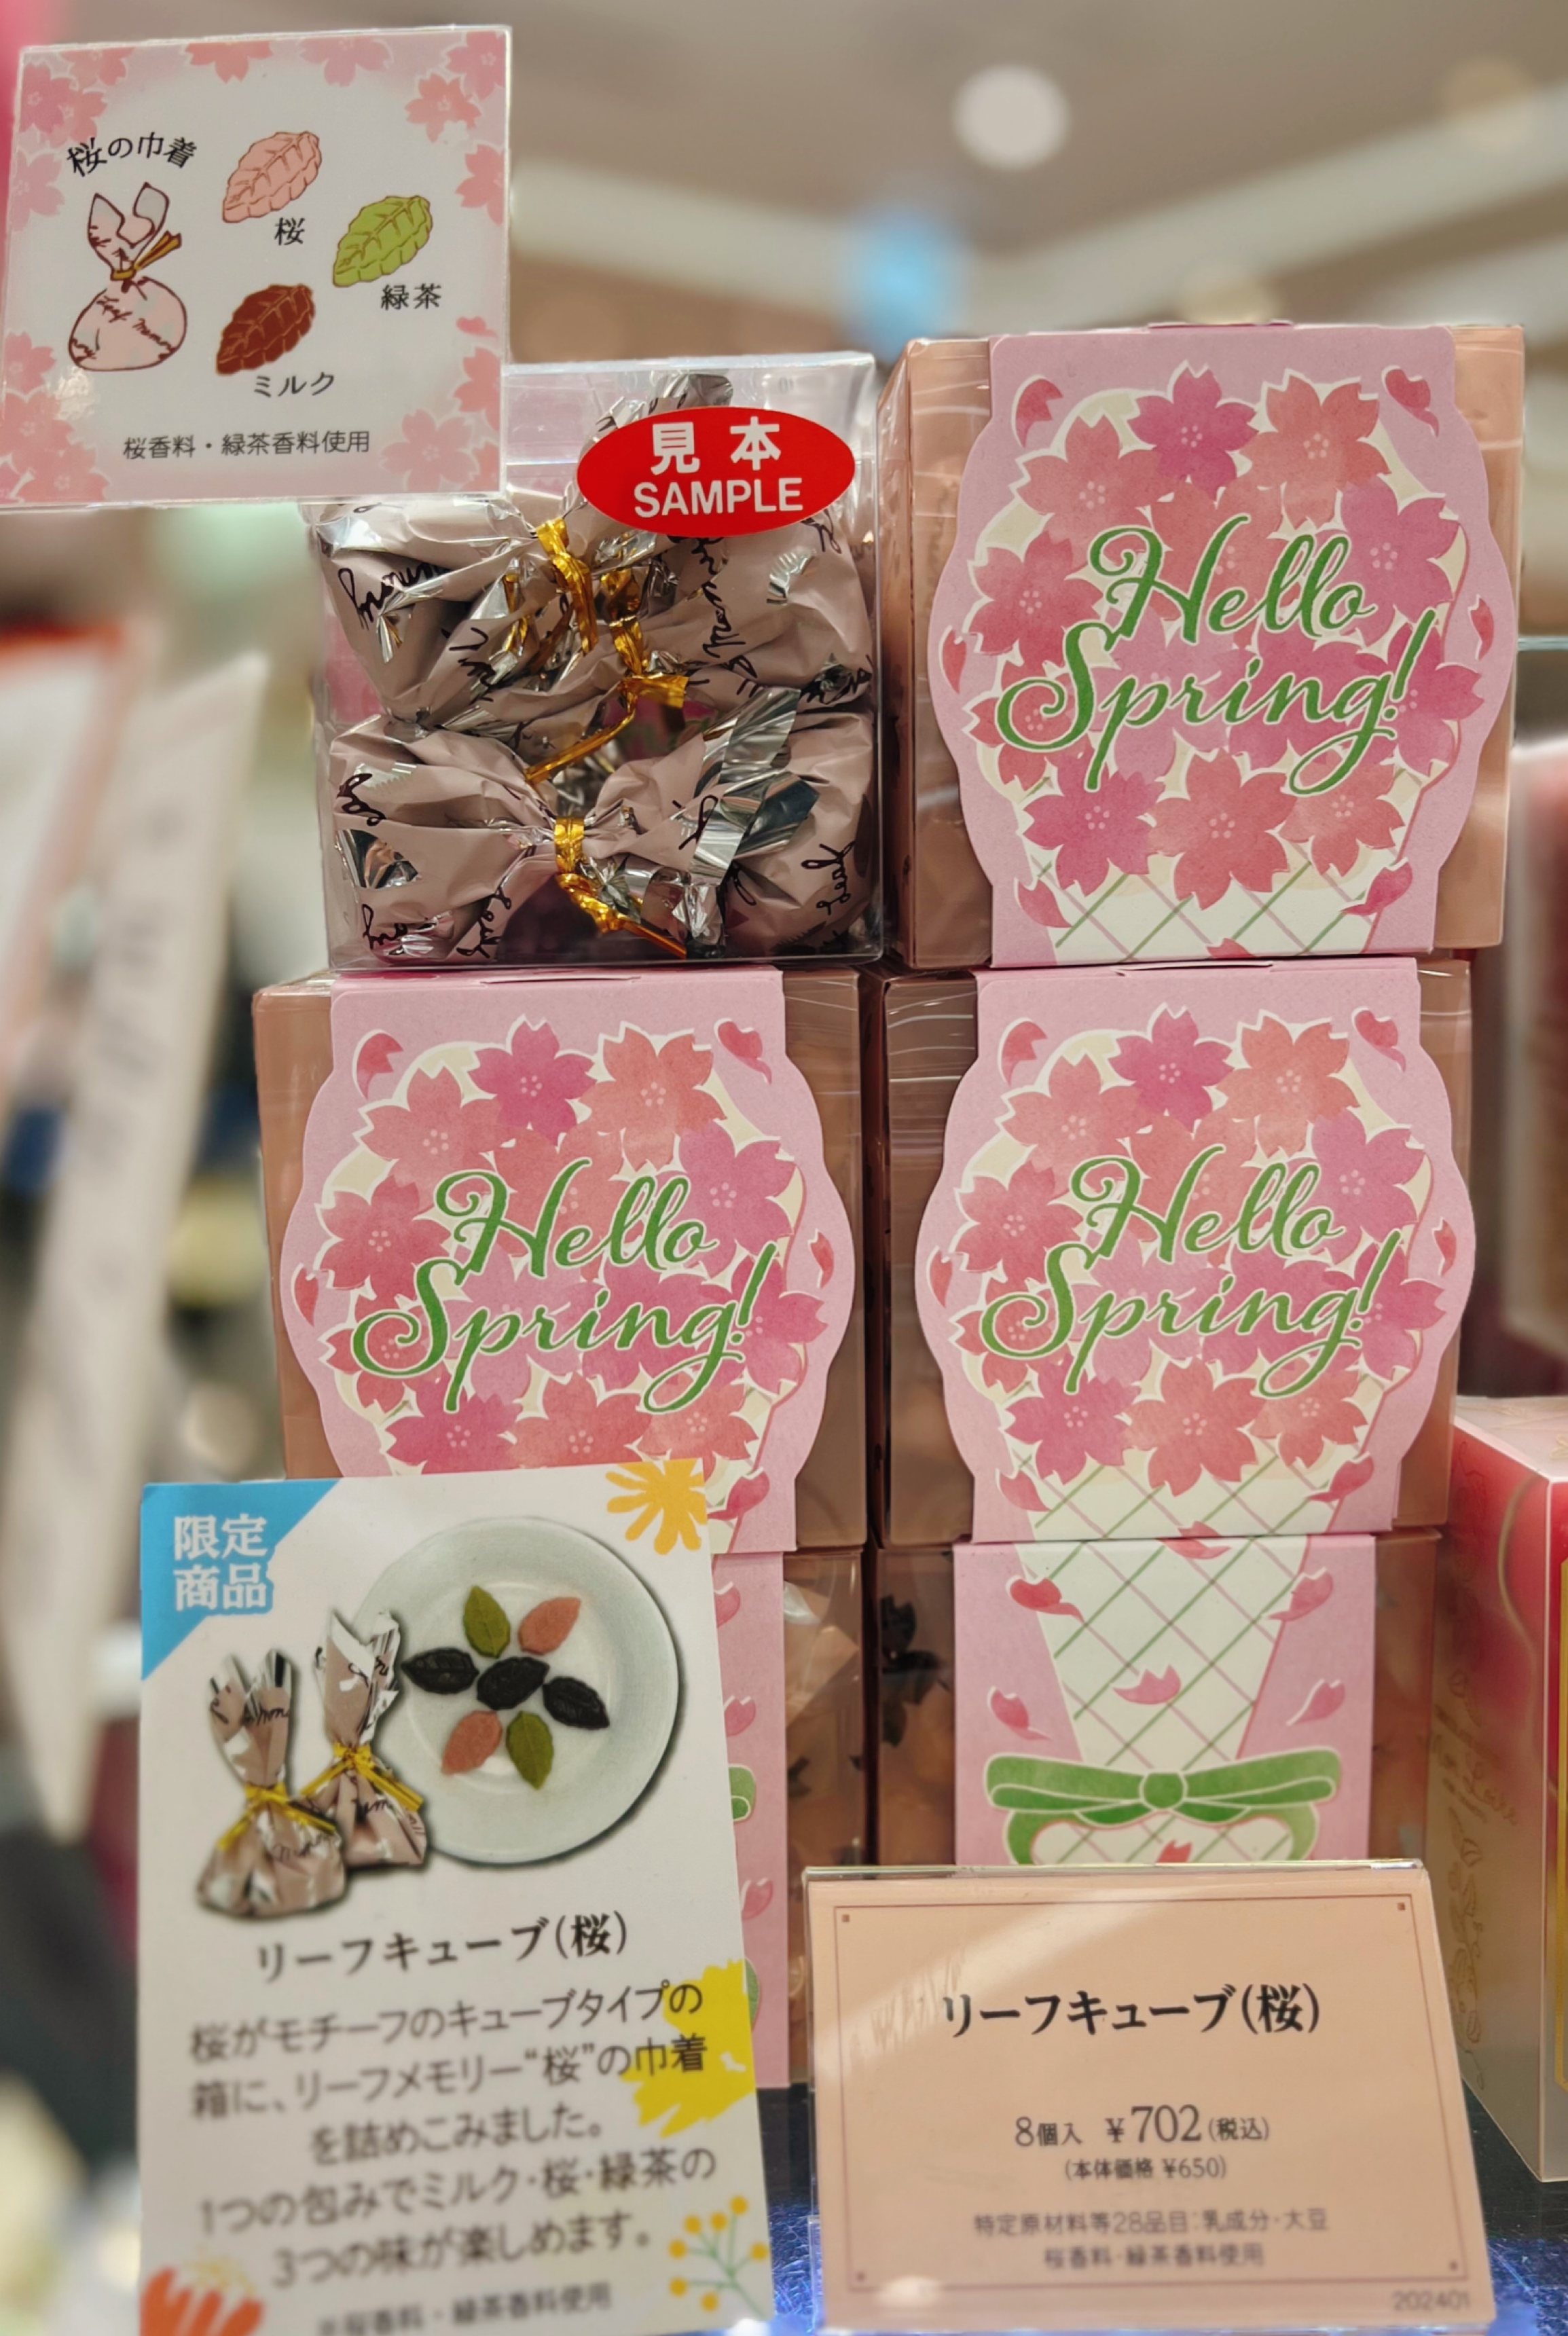 桜の巾着
桜
緑茶
ミルク
桜香料・緑茶香料使用
見本
SAMPLE
Hello
Spring!
Hello
Spring!
Hello
Spring!
限定
商品
リーフキューブ(桜)
桜がモチーフのキューブタイプの
箱に、リーフメモリー“桜”の巾着
を詰めこみました。
1つの包みでミルク・桜・緑茶の
3つの味が楽しめます。
※桜香料・緑茶香料使用
リーフキューブ(桜)
8個入 ¥702(税込)
(本体価格 ¥650)
特定原材料等28品目:乳成分・大豆
桜香料・緑茶香料使用
202401